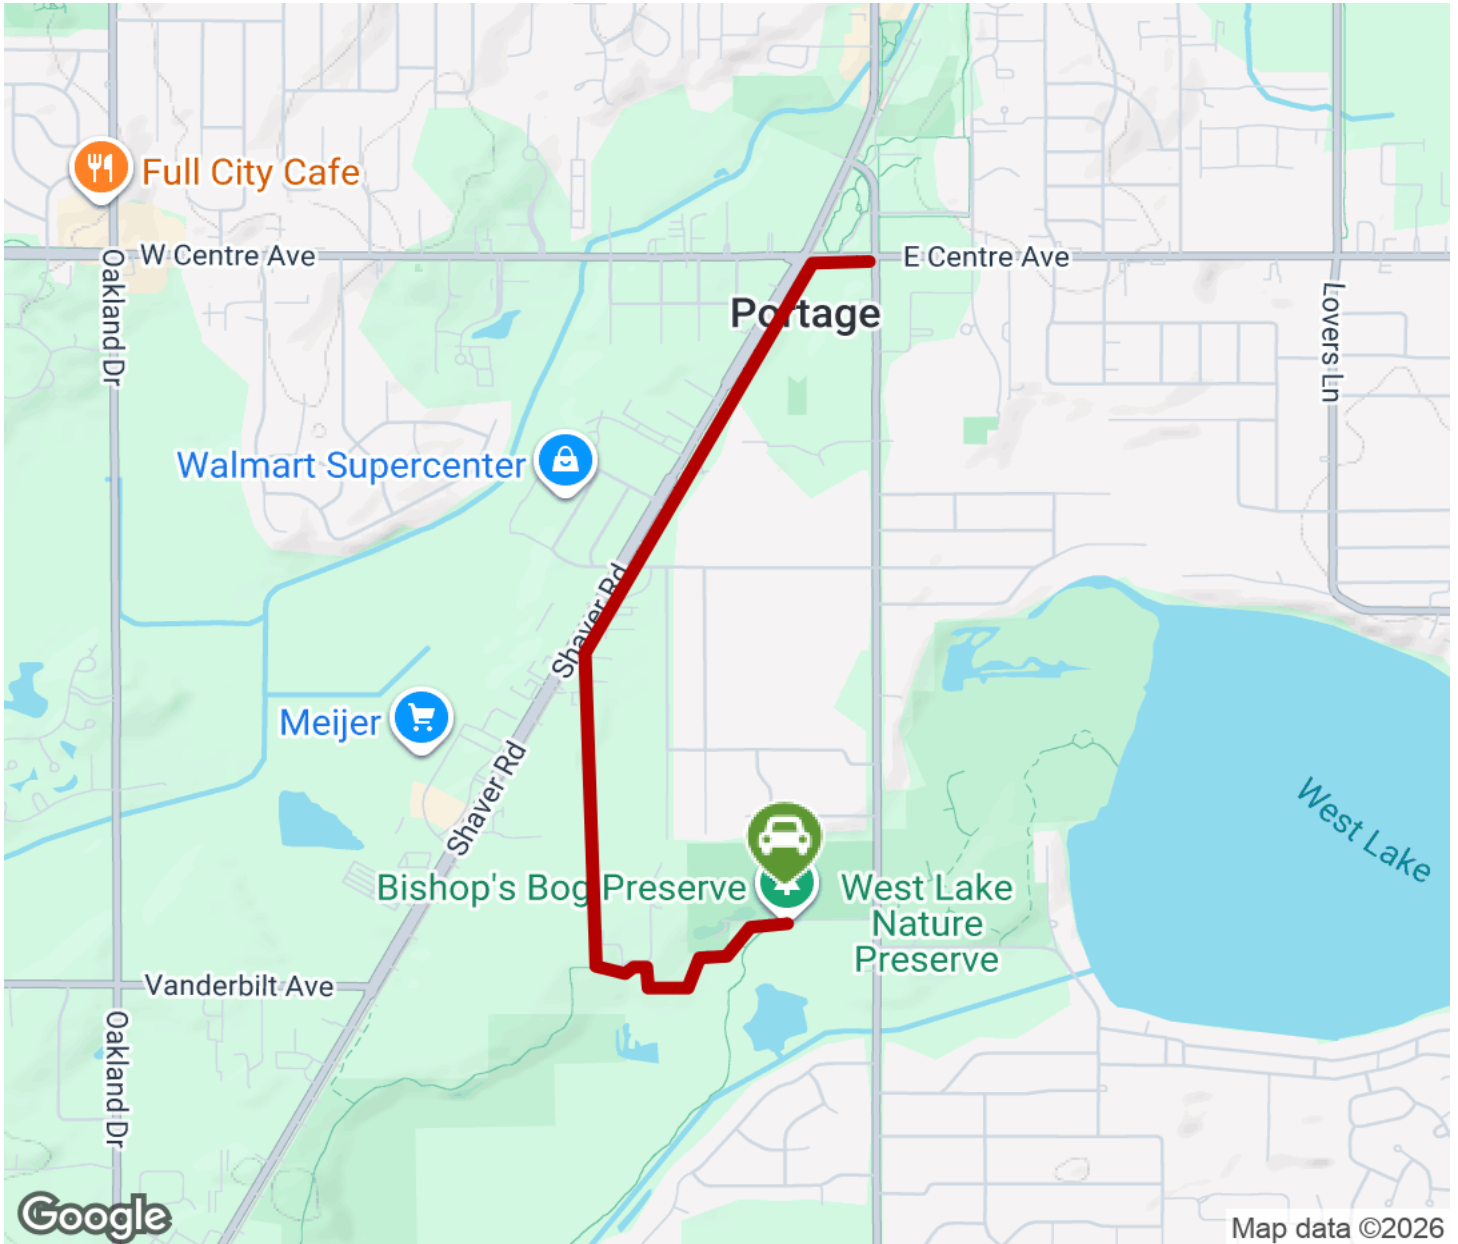 Full City Cafe
W Centre Ave
E Centre Ave
Oakland Dr
Portage
Lovers Ln
Walmart Supercenter
Shaver Rd
Meijer
Shaver Rd
West Lake
Bishop's Bog Preserve
West Lake
Nature
Preserve
Vanderbilt Ave
Oakland Dr
Google
Map data ©2026